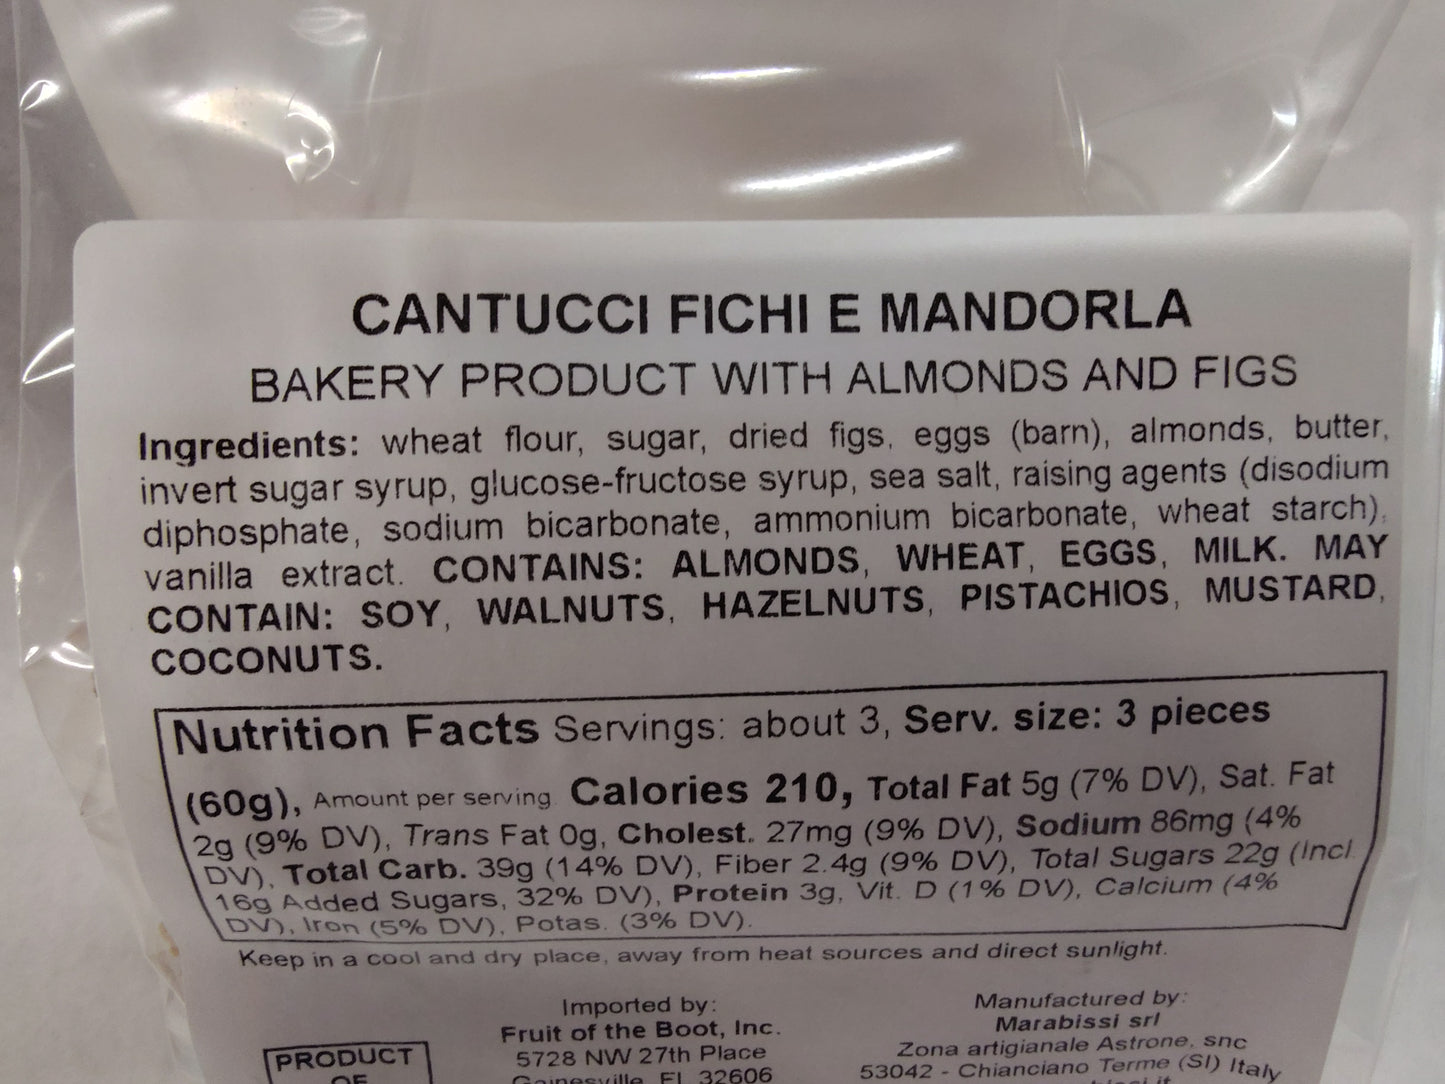 CANTUCCI FICHI E MANDORLA
BAKERY PRODUCT WITH ALMONDS AND FIGS
Ingredients: wheat flour, sugar, dried figs, eggs (barn), almonds, butter,
invert sugar syrup, glucose-fructose syrup, sea salt, raising agents (disodium
diphosphate, sodium bicarbonate, ammonium bicarbonate, wheat starch),
vanilla extract. CONTAINS: ALMONDS, WHEAT, EGGS, MILK. MAY
CONTAIN: SOY, WALNUTS, HAZELNUTS, PISTACHIOS, MUSTARD,
COCONUTS.
Nutrition Facts Servings: about 3, Serv. size: 3 pieces
(60g), Amount per serving Calories 210, Total Fat 5g (7% DV), Sat. Fat
2g (9% DV), Trans Fat 0g, Cholest. 27mg (9% DV), Sodium 86mg (4%
DV), Total Carb. 39g (14% DV), Fiber 2.4g (9% DV), Total Sugars 22g (Incl.
16g Added Sugars, 32% DV), Protein 3g, Vit. D (1% DV), Calcium (4%
DV), Iron (5% DV), Potas. (3% DV).
Keep in a cool and dry place, away from heat sources and direct sunlight.
Imported by:
Fruit of the Boot, Inc.
5728 NW 27th Place
Gainesville, FL 32606
Manufactured by:
Marabissi srl
Zona artigianale Astrone, snc
53042 - Chianciano Terme (SI) Italy
PRODUCT
OF